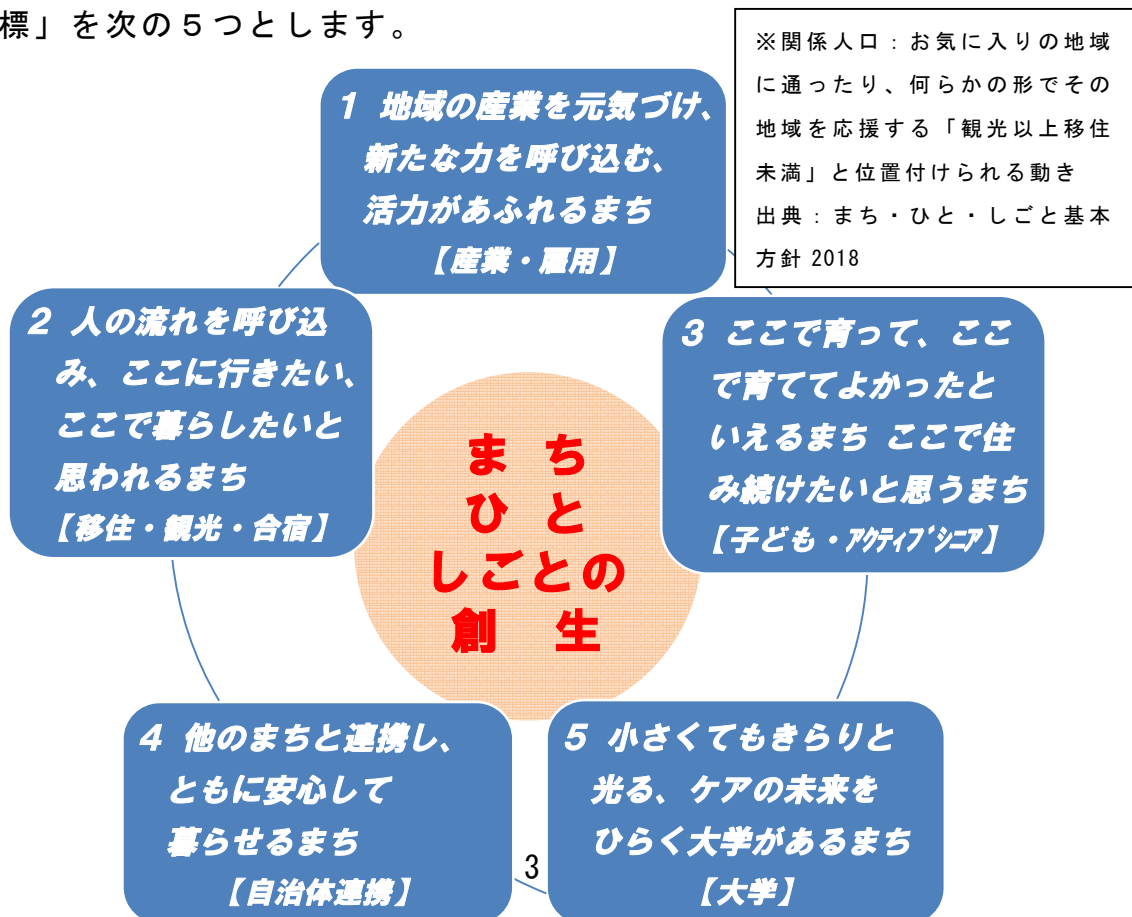 標」を次の５つとします。
※関係人口：お気に入りの地域
に通ったり、何らかの形でその
地域を応援する「観光以上移住
未満」と位置付けられる動き
出典：まち・ひと・しごと基本
方針 2018
1 地域の産業を元気づけ、
新たな力を呼び込む、
活力があふれるまち
【産業・雇用】
2 人の流れを呼び込
み、ここに行きたい、
ここで暮らしたいと
思われるまち
【移住・観光・合宿】
3 ここで育って、ここ
で育ててよかったと
いえるまち ここで住
み続けたいと思うまち
【子ども・ｱｸﾃｨﾌﾞｼﾆｱ】
まち
ひと
しごとの
創　生
4 他のまちと連携し、
ともに安心して
暮らせるまち
【自治体連携】
5 小さくてもきらりと
光る、ケアの未来を
ひらく大学があるまち
【大学】
3